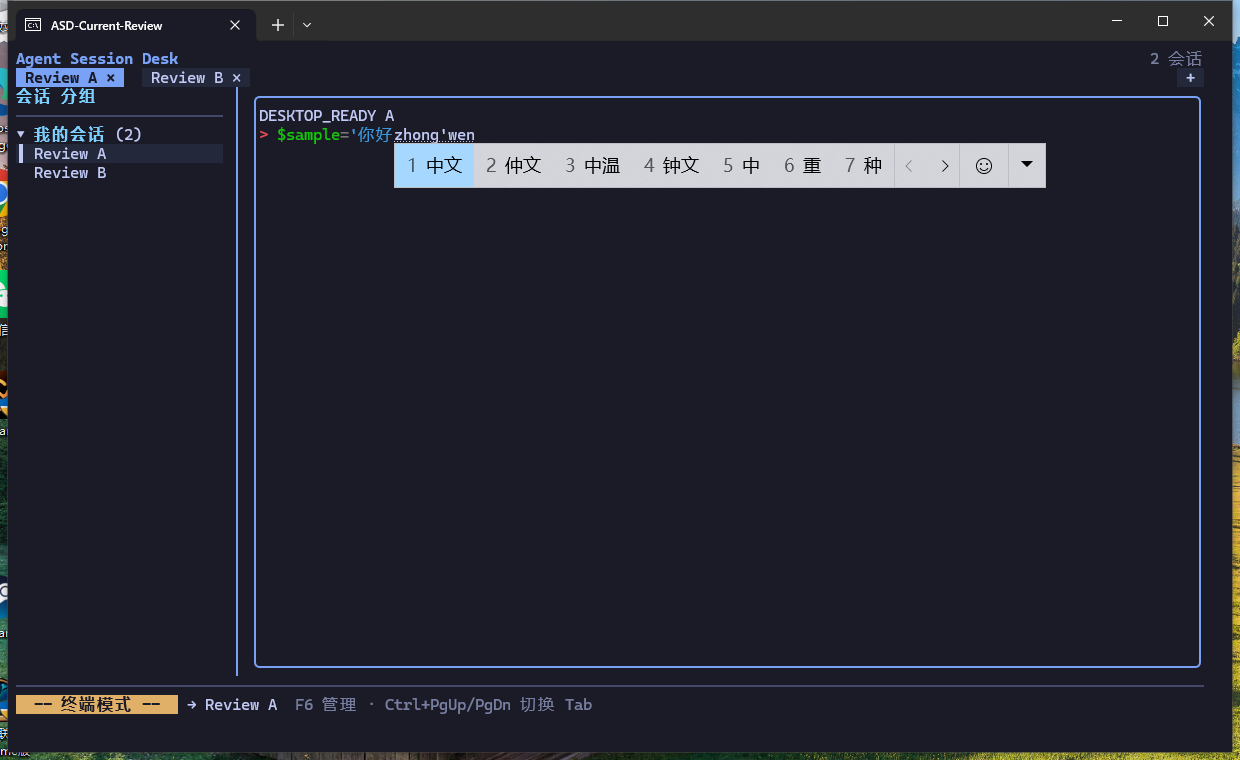 ASD-Current-Review
Agent Session Desk
2 会话
Review A ×
Review B ×
+
会话 分组
▾ 我的会话 (2)
Review A
Review B
DESKTOP_READY A
> $sample='你好zhong'wen
1 中文 2 仲文 3 中温 4 钟文 5 中 6 重 7 种
-- 终端模式 -- → Review A F6 管理 · Ctrl+PgUp/PgDn 切换 Tab